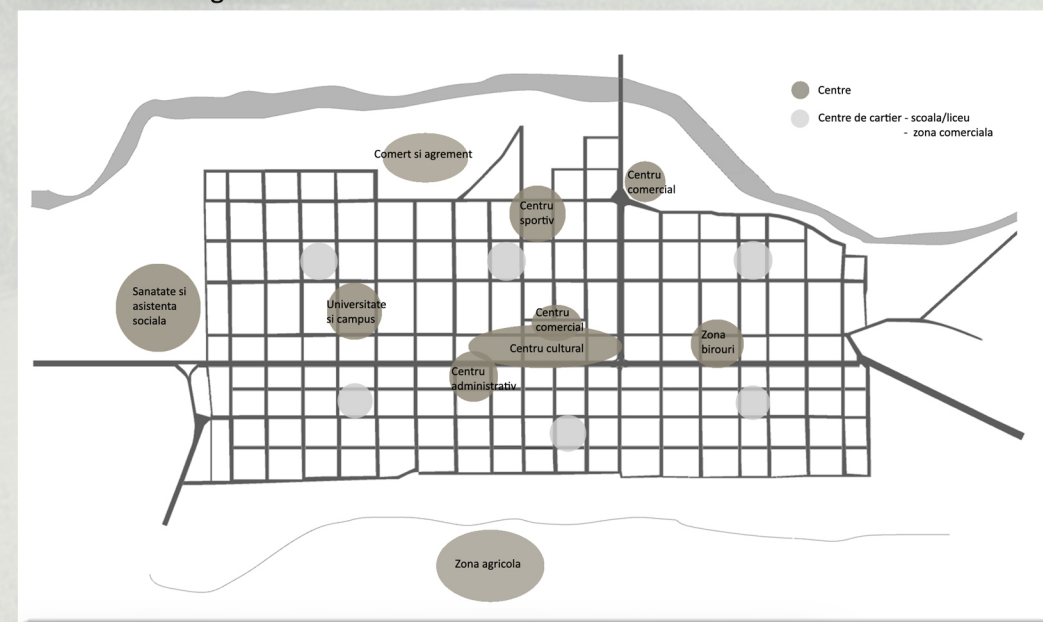 Centre
Centre de cartier - scoala/liceu
- zona comerciala
Comert si agrement
Centru
comercial
Centru
sportiv
Sanatate si
asistenta
sociala
Universitate
si campus
Centru
comercial
Centru cultural
Zona
birouri
Centru
administrativ
Zona agricola